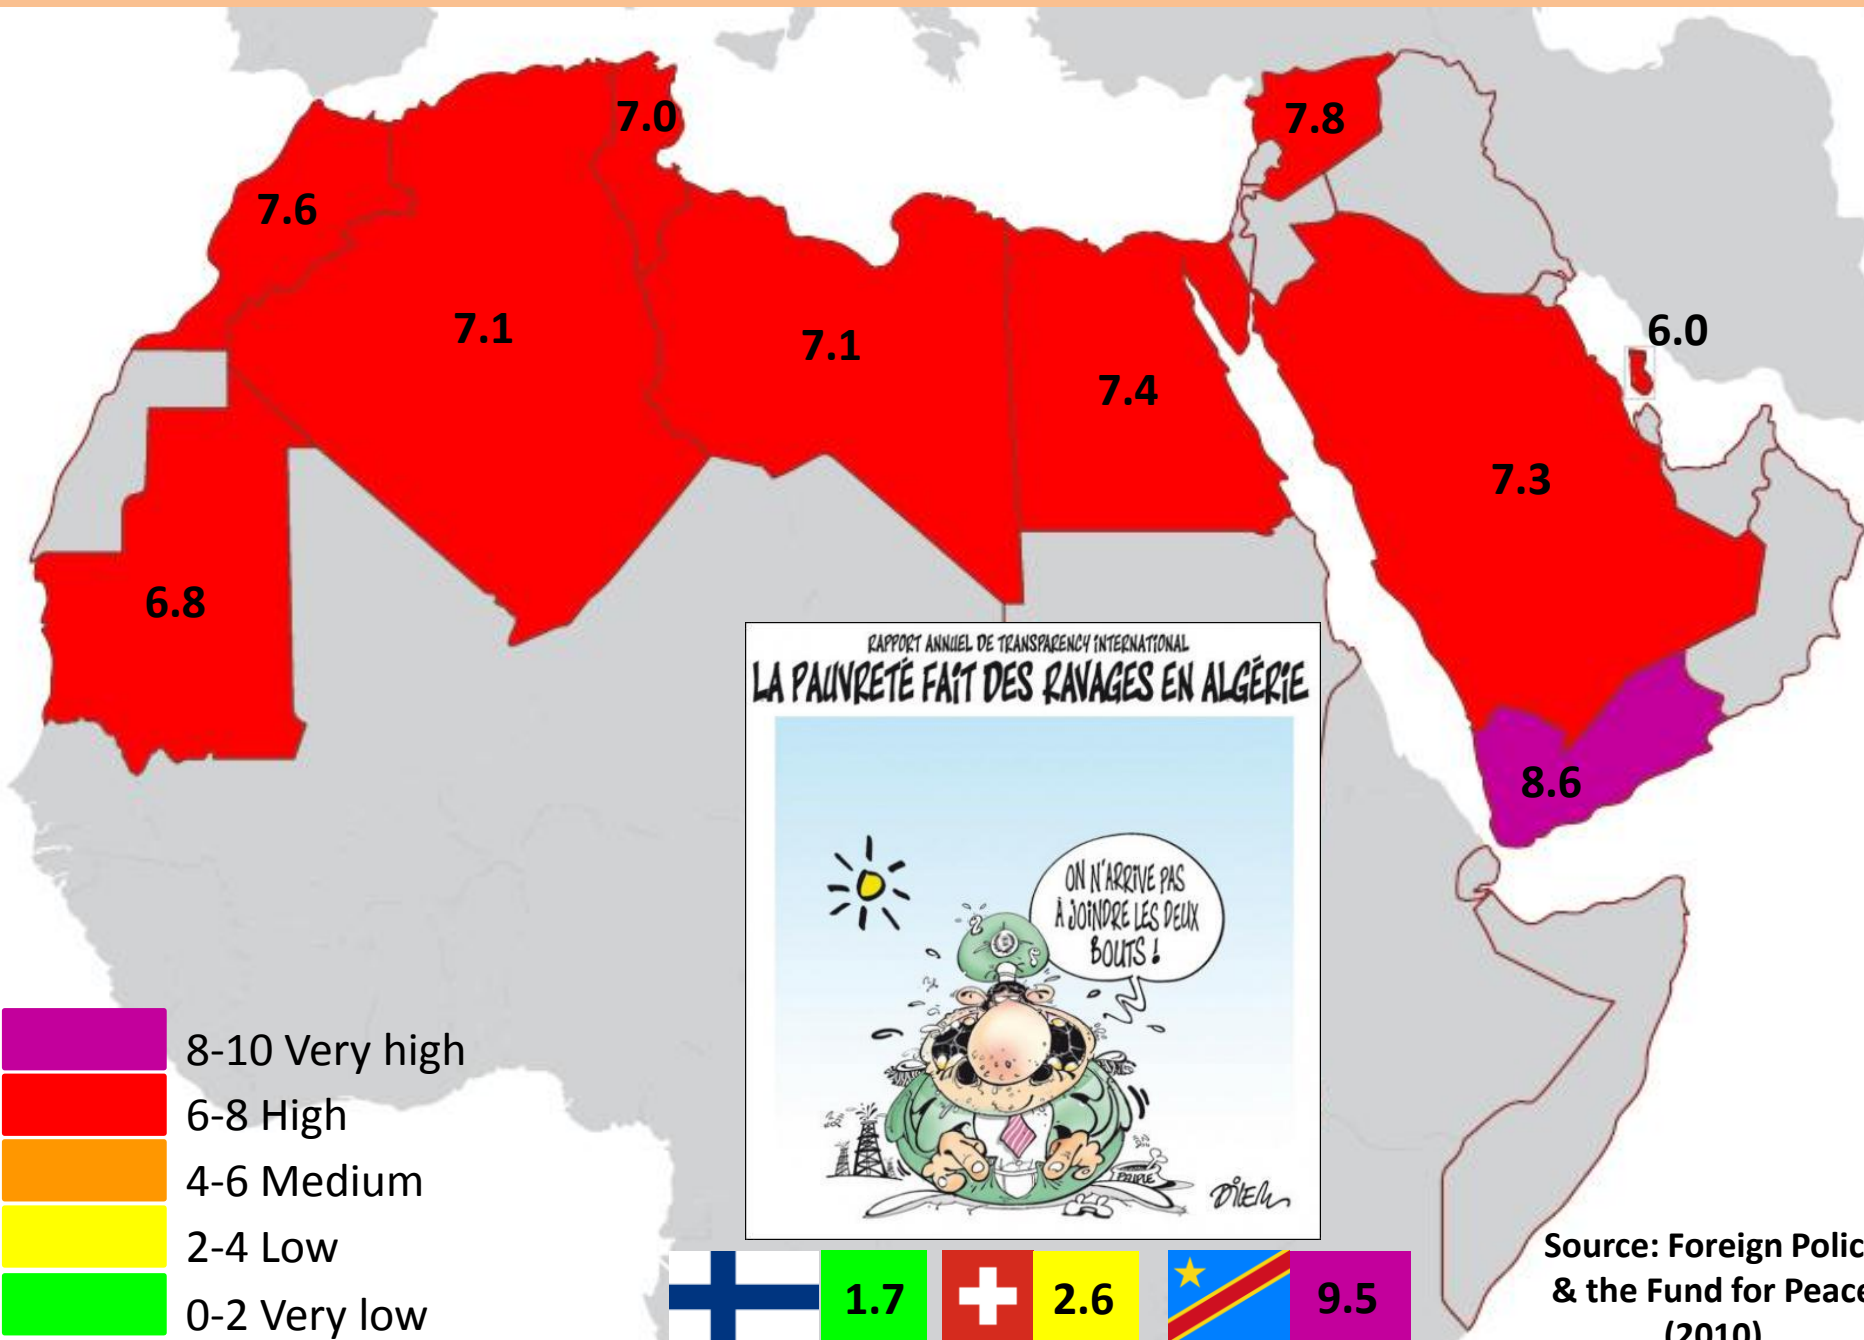 7.0
7.8
7.6
7.1
7.1
7.4
6.0
7.3
6.8
8.6
RAPPORT ANNUEL DE TRANSPARENCY INTERNATIONAL
LA PAUVRETÉ FAIT DES RAVAGES EN ALGÉRIE
ON N'ARRIVE PAS
À JOINDRE LES DEUX
BOUTS !
PEUPLE
DILEM
8-10 Very high
6-8 High
4-6 Medium
2-4 Low
0-2 Very low
1.7
2.6
9.5
Source: Foreign Polic
& the Fund for Peace
(2010)